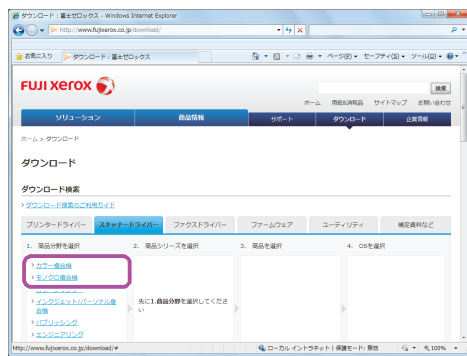 ダウンロード : 富士ゼロックス - Windows Internet Explorer
http://www.fujixerox.co.jp/download/
お気に入り
ダウンロード : 富士ゼロックス
ページ(P)
セーフティ(S)
ツール(O)
FUJI XEROX
検索
ホーム 用紙&消耗品 サイトマップ お問い合わせ
ソリューション 商品情報 サポート ダウンロード 企業情報
ホーム > ダウンロード
ダウンロード
ダウンロード検索
> ダウンロード検索のご利用ガイド
プリンタードライバー スキャナードライバー ファクスドライバー ファームウェア ユーティリティ 補足資料など
1. 商品分野を選択 2. 商品シリーズを選択 3. 商品を選択 4. OSを選択
> カラー複合機
> モノクロ複合機
> インクジェット/パーソナル複合機
先に1.商品分野を選択してください
> パブリッシング
> エンジニアリング
http://www.fujixerox.co.jp/download/#
ローカル イントラネット | 保護モード: 無効
100%